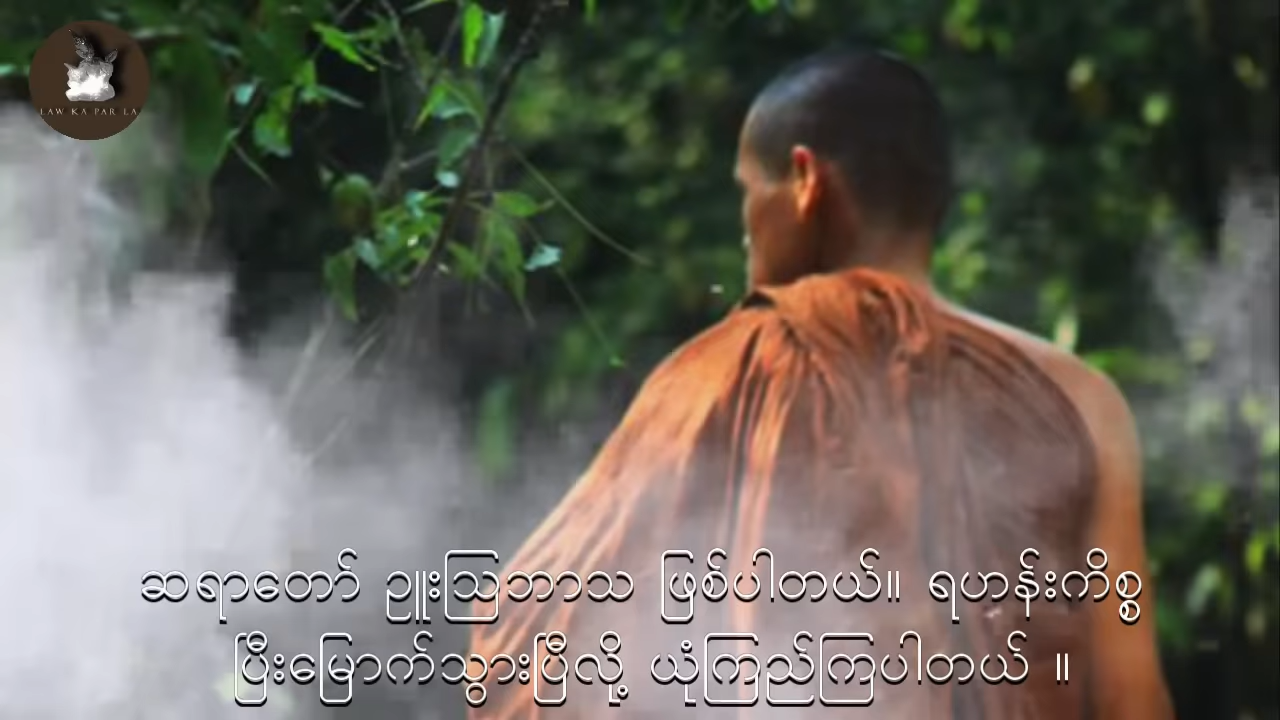 LAW KA PAR LA
ဆရာတော် ဥူးဩဘာသ ဖြစ်ပါတယ်။ ရဟန်းကိစ္စ
ပြီးမြောက်သွားပြီလို့ ယုံကြည်ကြပါတယ် ။